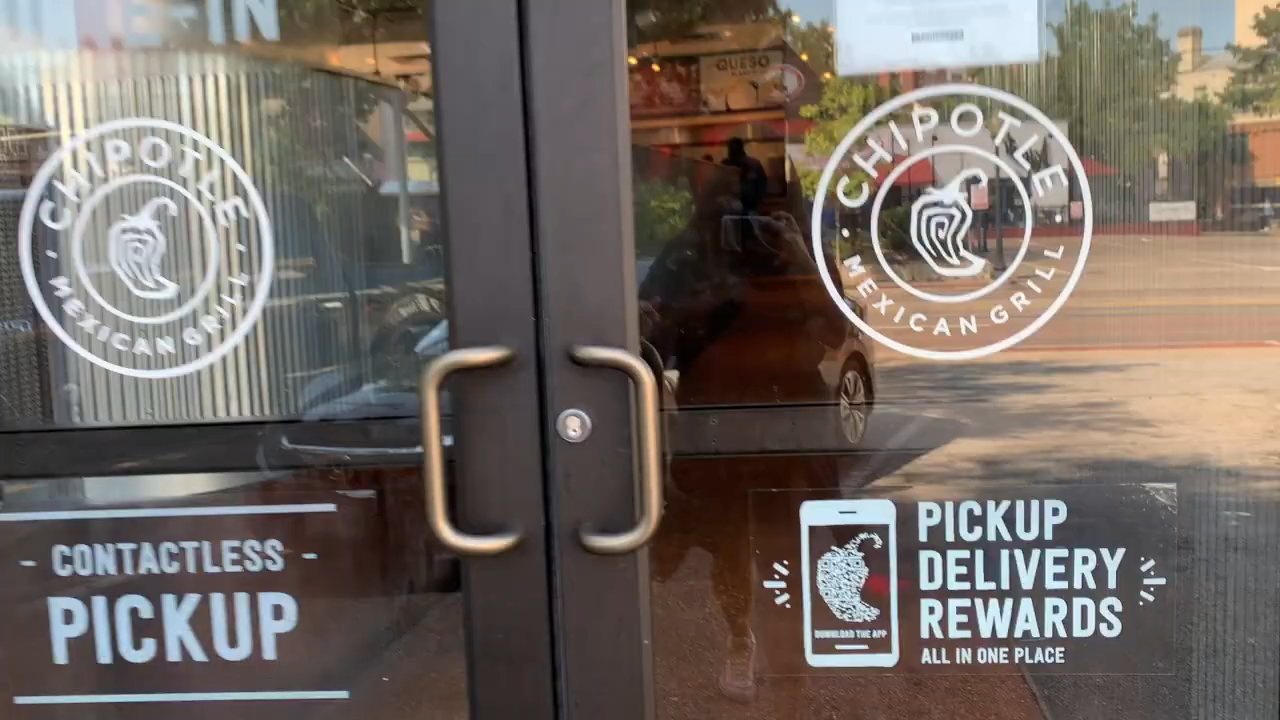 E-IN
QUESO
CHIPOTLE
MEXICAN GRILL
CHIPOTLE
MEXICAN GRILL
- CONTACTLESS -
PICKUP
PICKUP
DELIVERY
REWARDS
ALL IN ONE PLACE
DOWNLOAD THE APP